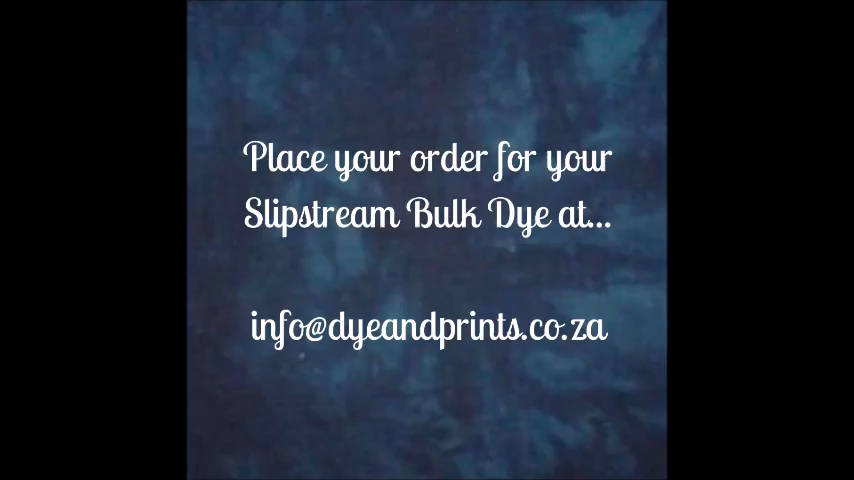 Place your order for your
Slipstream Bulk Dye at...
info@dyeandprints.co.za